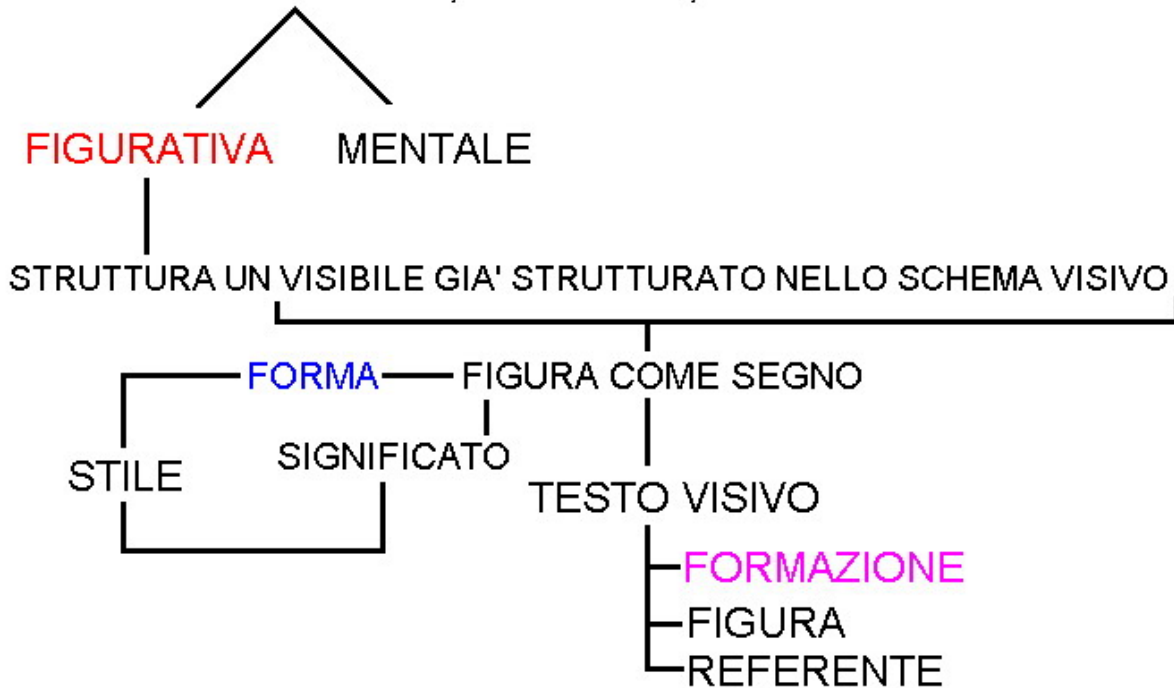 FIGURATIVA MENTALE
STRUTTURA UN VISIBILE GIA' STRUTTURATO NELLO SCHEMA VISIVO
FORMA FIGURA COME SEGNO
SIGNIFICATO
STILE
TESTO VISIVO
FORMAZIONE
FIGURA
REFERENTE